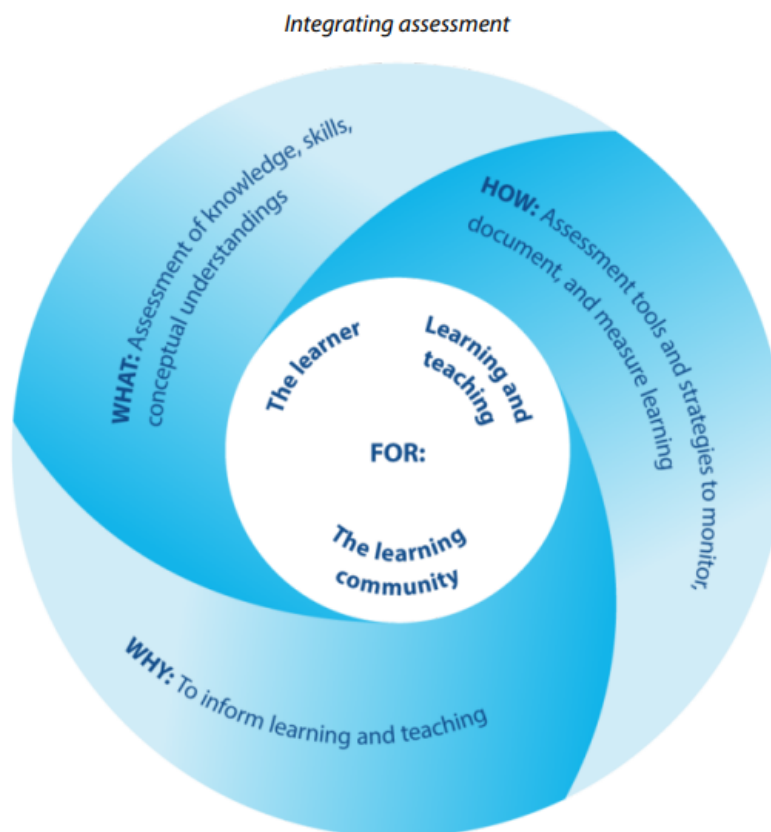 Integrating assessment
WHAT: Assessment of knowledge, skills,
conceptual understandings
HOW: Assessment tools and strategies to monitor,
document, and measure learning
The learner
Learning and
teaching
FOR:
The learning
community
WHY: To inform learning and teaching